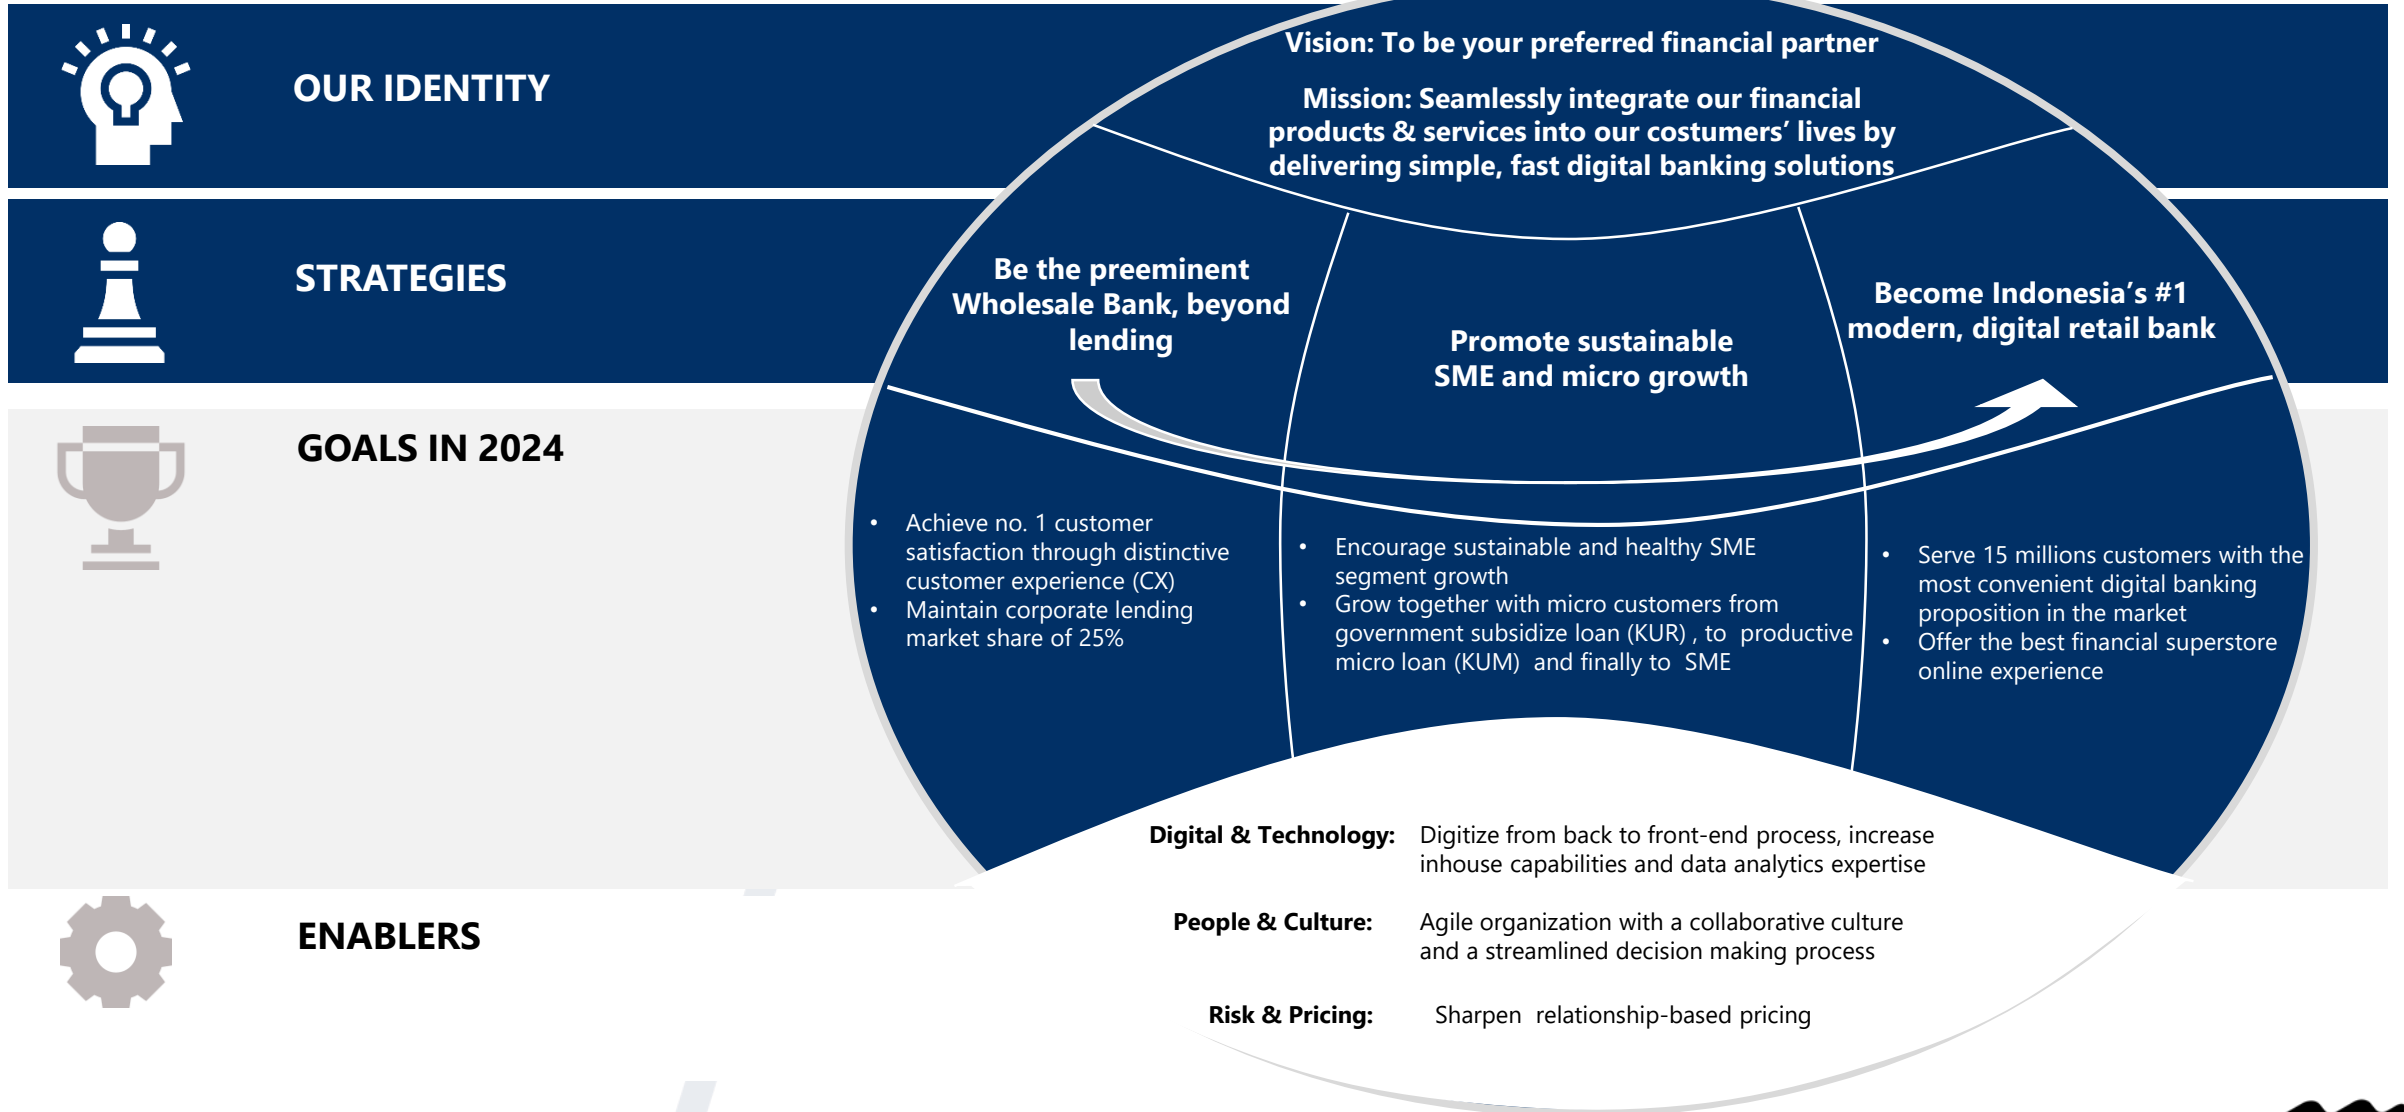 OUR IDENTITY
Vision: To be your preferred financial partner
Mission: Seamlessly integrate our financial
products & services into our costumers’ lives by
delivering simple, fast digital banking solutions
STRATEGIES
Be the preeminent
Wholesale Bank, beyond
lending
Promote sustainable
SME and micro growth
Become Indonesia’s #1
modern, digital retail bank
GOALS IN 2024
• Achieve no. 1 customer
satisfaction through distinctive
customer experience (CX)
• Maintain corporate lending
market share of 25%
• Encourage sustainable and healthy SME
segment growth
• Grow together with micro customers from
government subsidize loan (KUR) , to productive
micro loan (KUM) and finally to SME
• Serve 15 millions customers with the
most convenient digital banking
proposition in the market
• Offer the best financial superstore
online experience
ENABLERS
Digital & Technology: Digitize from back to front-end process, increase
inhouse capabilities and data analytics expertise
People & Culture: Agile organization with a collaborative culture
and a streamlined decision making process
Risk & Pricing: Sharpen relationship-based pricing